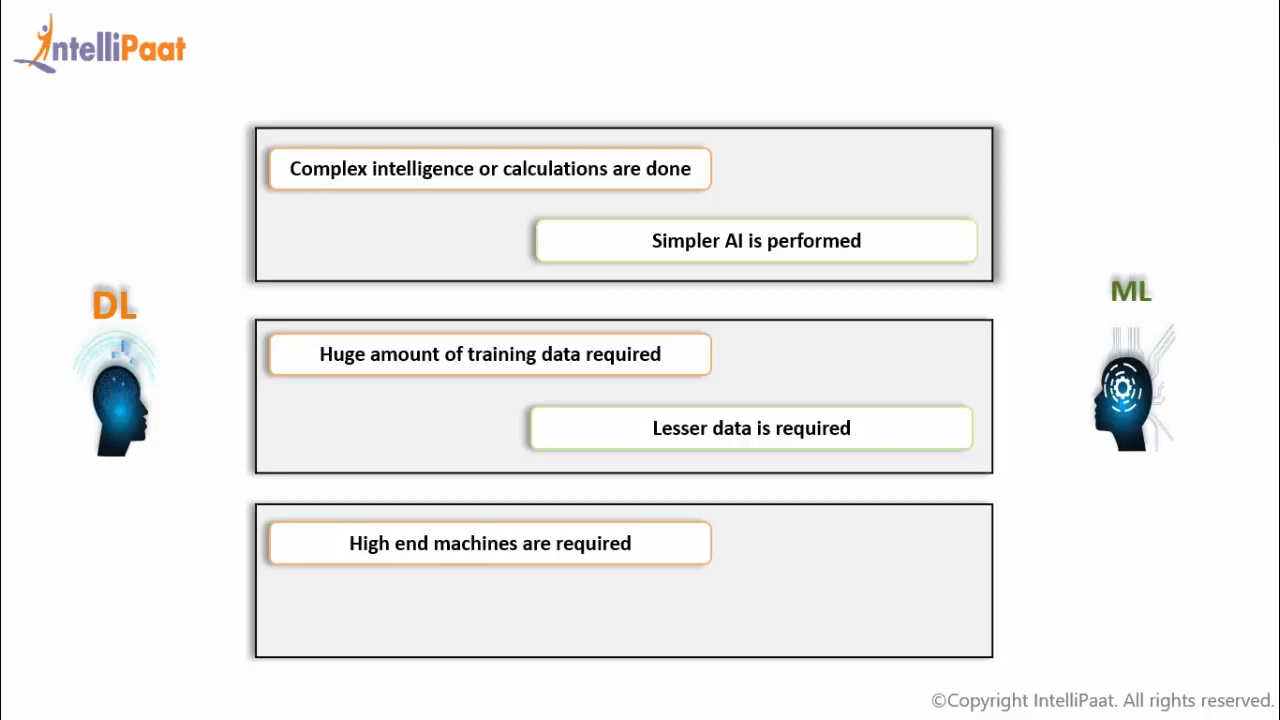 IntelliPaat
Complex intelligence or calculations are done
Simpler AI is performed
DL
ML
Huge amount of training data required
Lesser data is required
High end machines are required
©Copyright IntelliPaat. All rights reserved.